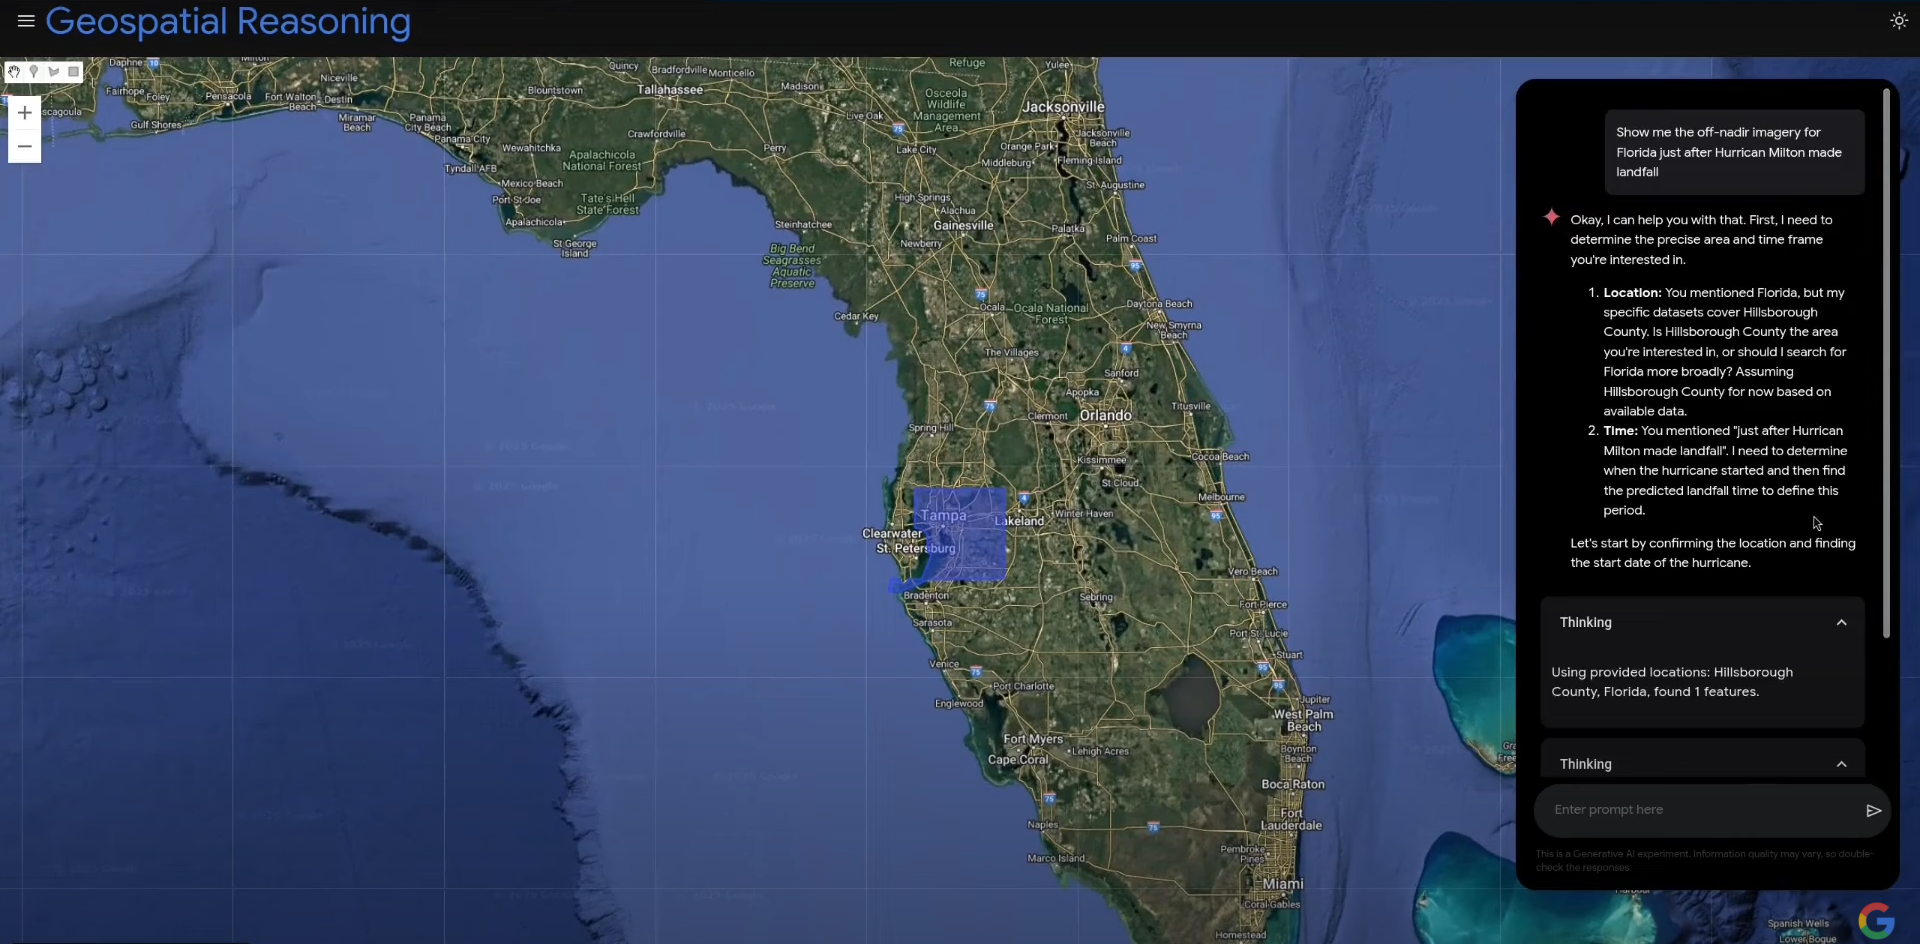 Geospatial Reasoning
Show me the off-nadir imagery for
Florida just after Hurrican Milton made
landfall
Okay, I can help you with that. First, I need to
determine the precise area and time frame
you're interested in.
1. Location: You mentioned Florida, but my
specific datasets cover Hillsborough
County. Is Hillsborough County the area
you're interested in, or should I search for
Florida more broadly? Assuming
Hillsborough County for now based on
available data.
2. Time: You mentioned "just after Hurrican
Milton made landfall". I need to determine
when the hurricane started and then find
the predicted landfall time to define this
period.
Let's start by confirming the location and finding
the start date of the hurricane.
Thinking
Using provided locations: Hillsborough
County, Florida, found 1 features.
Thinking
Enter prompt here
This is a Generative AI experiment. Information quality may vary, so double-
check the responses.
Daphne
10
Milton
Niceville
Fairhope
Foley
Pensacola
Fort Walton
Beach
Destin
Gulf Shores
Miramar
Beach
Panama
City Beach
Panama City
Tyndall AFB
Mexico Beach
Port St. Joe
Apalachicola
St George
Island
Blountstown
Wewahitchka
Quincy
Bradfordville
Monticello
Tallahassee
Crawfordville
Apalachicola
National Forest
Tate's Hell
State Forest
Madison
Perry
Live Oak
75
Steinhatchee
Big Bend
Seagrasses
Aquatic
Preserve
Cedar Key
Refuge
Osceola
Wildlife
Management
Area
Lake City
Yulee
Jacksonville
Jacksonville
Beach
Orange Park
Middleburg
Fleming Island
St. Augustine
High Springs
Alachua
Gainesville
Newberry
Palatka
Palm Coast
95
75
Ocala
Ocala National
Forest
Daytona Beach
New Smyrna
Beach
4
The Villages
Sanford
Apopka
75
Clermont
Orlando
Titusville
Spring Hill
Kissimmee
Cocoa Beach
St. Cloud
Melbourne
95
4
Tampa
Lakeland
Winter Haven
Clearwater
St. Petersburg
Bradenton
Sarasota
Sebring
Vero Beach
Fort Pierce
Port St. Lucie
Stuart
95
95
Venice
75
Port Charlotte
Englewood
Jupiter
West Palm
Beach
Fort Myers
Cape Coral
Lehigh Acres
Boynton
Beach
Boca Raton
75
Naples
75
Fort
Lauderdale
Marco Island
Pembroke
Pines
Miami
Coral Gables
Homestead
Spanish Wells
Lower Bogue